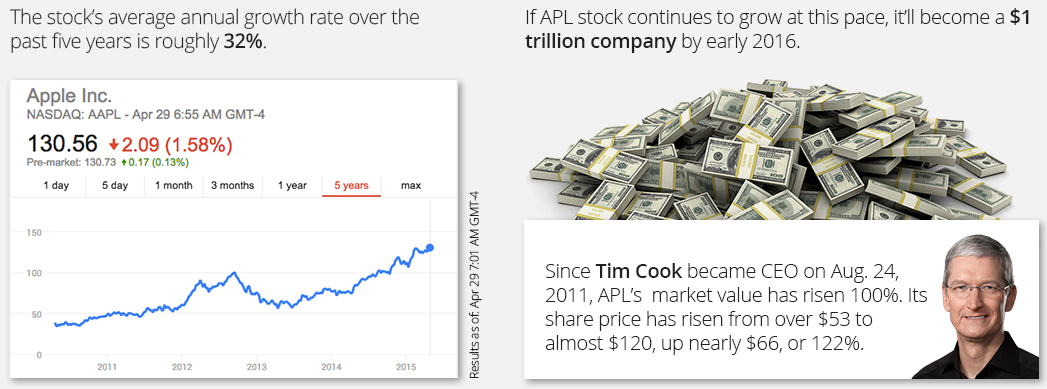 The stock's average annual growth rate over the
past five years is roughly 32%.
Apple Inc.
NASDAQ: AAPL - Apr 29 6:55 AM GMT-4
130.56 ↓2.09 (1.58%)
Pre-market: 130.73 ↑0.17 (0.13%)
1 day 5 day 1 month 3 months 1 year 5 years max
150
100
50
0
2011 2012 2013 2014 2015
Results as of: Apr 29 7:01 AM GMT-4
If APL stock continues to grow at this pace, it'll become a $1
trillion company by early 2016.
Since Tim Cook became CEO on Aug. 24,
2011, APL's market value has risen 100%. Its
share price has risen from over $53 to
almost $120, up nearly $66, or 122%.